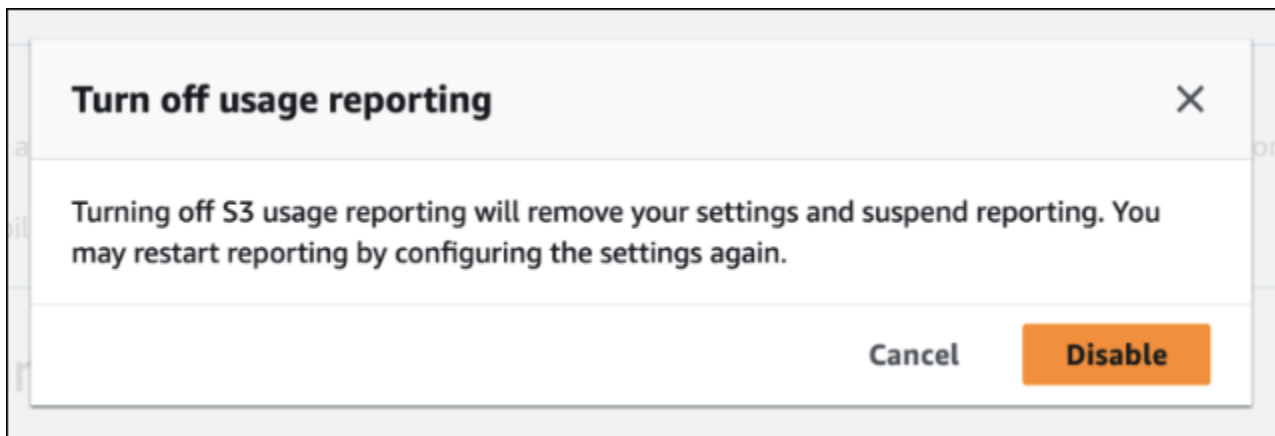 Turn off usage reporting
Turning off S3 usage reporting will remove your settings and suspend reporting. You
may restart reporting by configuring the settings again.
Cancel
Disable